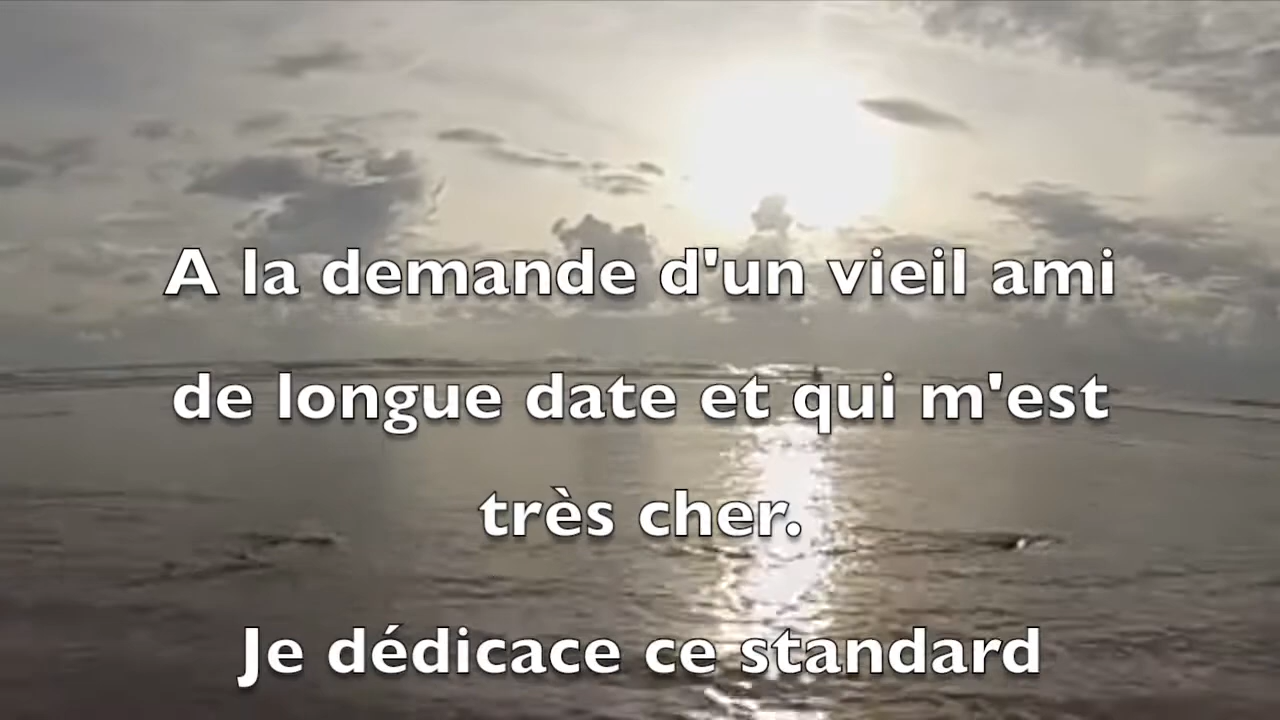 A la demande d'un vieil ami
de longue date et qui m'est
très cher.
Je dédicace ce standard